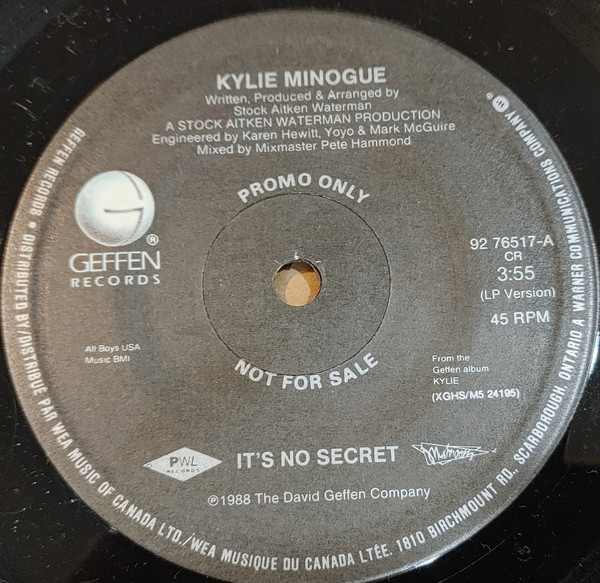 KYLIE MINOGUE
Written, Produced & Arranged by
Stock Aitken Waterman
A STOCK AITKEN WATERMAN PRODUCTION
Engineered by Karen Hewitt, Yoyo & Mark McGuire
Mixed by Mixmaster Pete Hammond
PROMO ONLY
GEFFEN
RECORDS
®
92 76517-A
CR
3:55
(LP Version)
45 RPM
All Boys USA
Music BMI
NOT FOR SALE
From the
Geffen album
KYLIE
(XGHS/M5 24195)
PWL
RECORDS
IT'S NO SECRET
℗1988 The David Geffen Company
GEFFEN RECORDS • DISTRIBUTED BY/DISTRIBUÉ PAR WEA MUSIC OF CANADA LTD./WEA MUSIQUE DU CANADA LTÉE. 1810 BIRCHMOUNT RD., SCARBOROUGH, ONTARIO A WARNER COMMUNICATIONS COMPANY